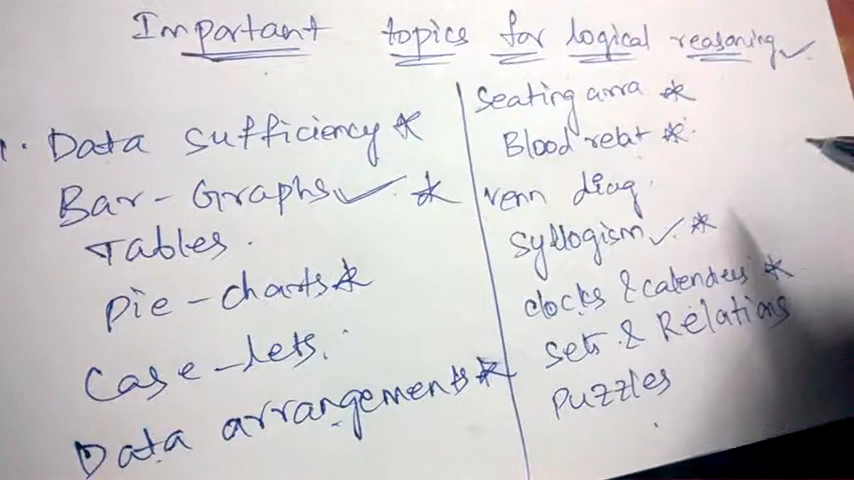 Important topics for logical reasoning ✓
1. Data sufficiency *
Bar-Graphs ✓ *
Tables.
Pie-charts *
Case-lets.
Data arrangements *
Seating arra *
Blood relat *
venn diag.
Syllogism ✓ *
clocks & calenders *
Sets & Relations
Puzzles